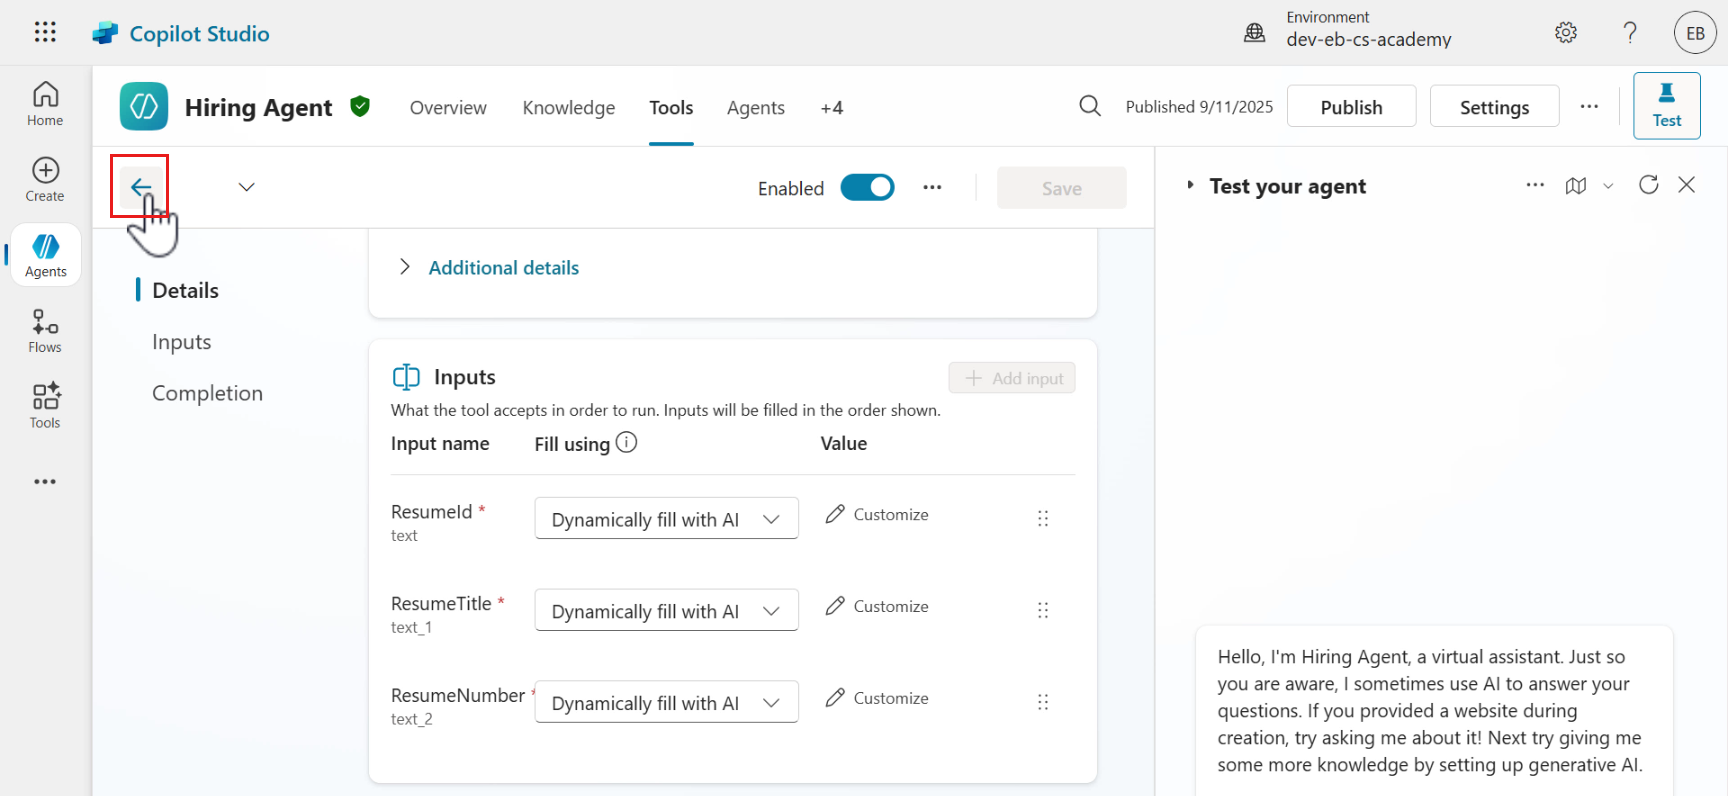 Copilot Studio
Environment
dev-eb-cs-academy
?
EB
Home
Create
Agents
Flows
Tools
Hiring Agent
Overview
Knowledge
Tools
Agents
+4
Published 9/11/2025
Publish
Settings
Test
Enabled
Save
Details
Inputs
Completion
Additional details
Inputs
Add input
What the tool accepts in order to run. Inputs will be filled in the order shown.
Input name
Fill using
Value
ResumeId *
text
Dynamically fill with AI
Customize
ResumeTitle *
text_1
Dynamically fill with AI
Customize
ResumeNumber *
text_2
Dynamically fill with AI
Customize
Test your agent
Hello, I'm Hiring Agent, a virtual assistant. Just so
you are aware, I sometimes use AI to answer your
questions. If you provided a website during
creation, try asking me about it! Next try giving me
some more knowledge by setting up generative AI.